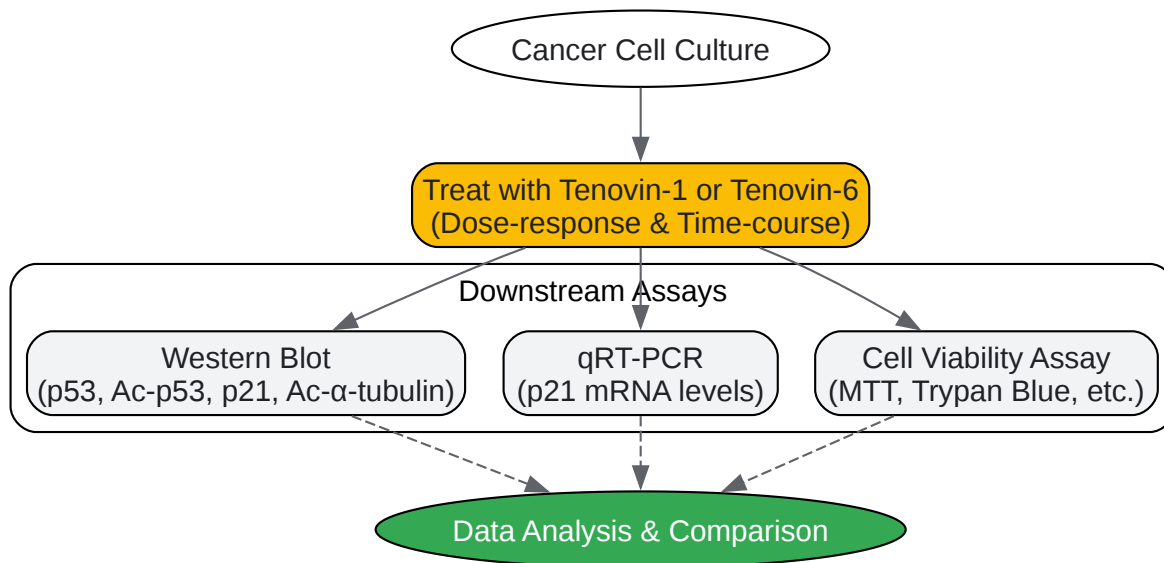 Cancer Cell Culture
Treat with Tenovin-1 or Tenovin-6
(Dose-response & Time-course)
Downstream Assays
Western Blot
(p53, Ac-p53, p21, Ac-α-tubulin)
qRT-PCR
(p21 mRNA levels)
Cell Viability Assay
(MTT, Trypan Blue, etc.)
Data Analysis & Comparison